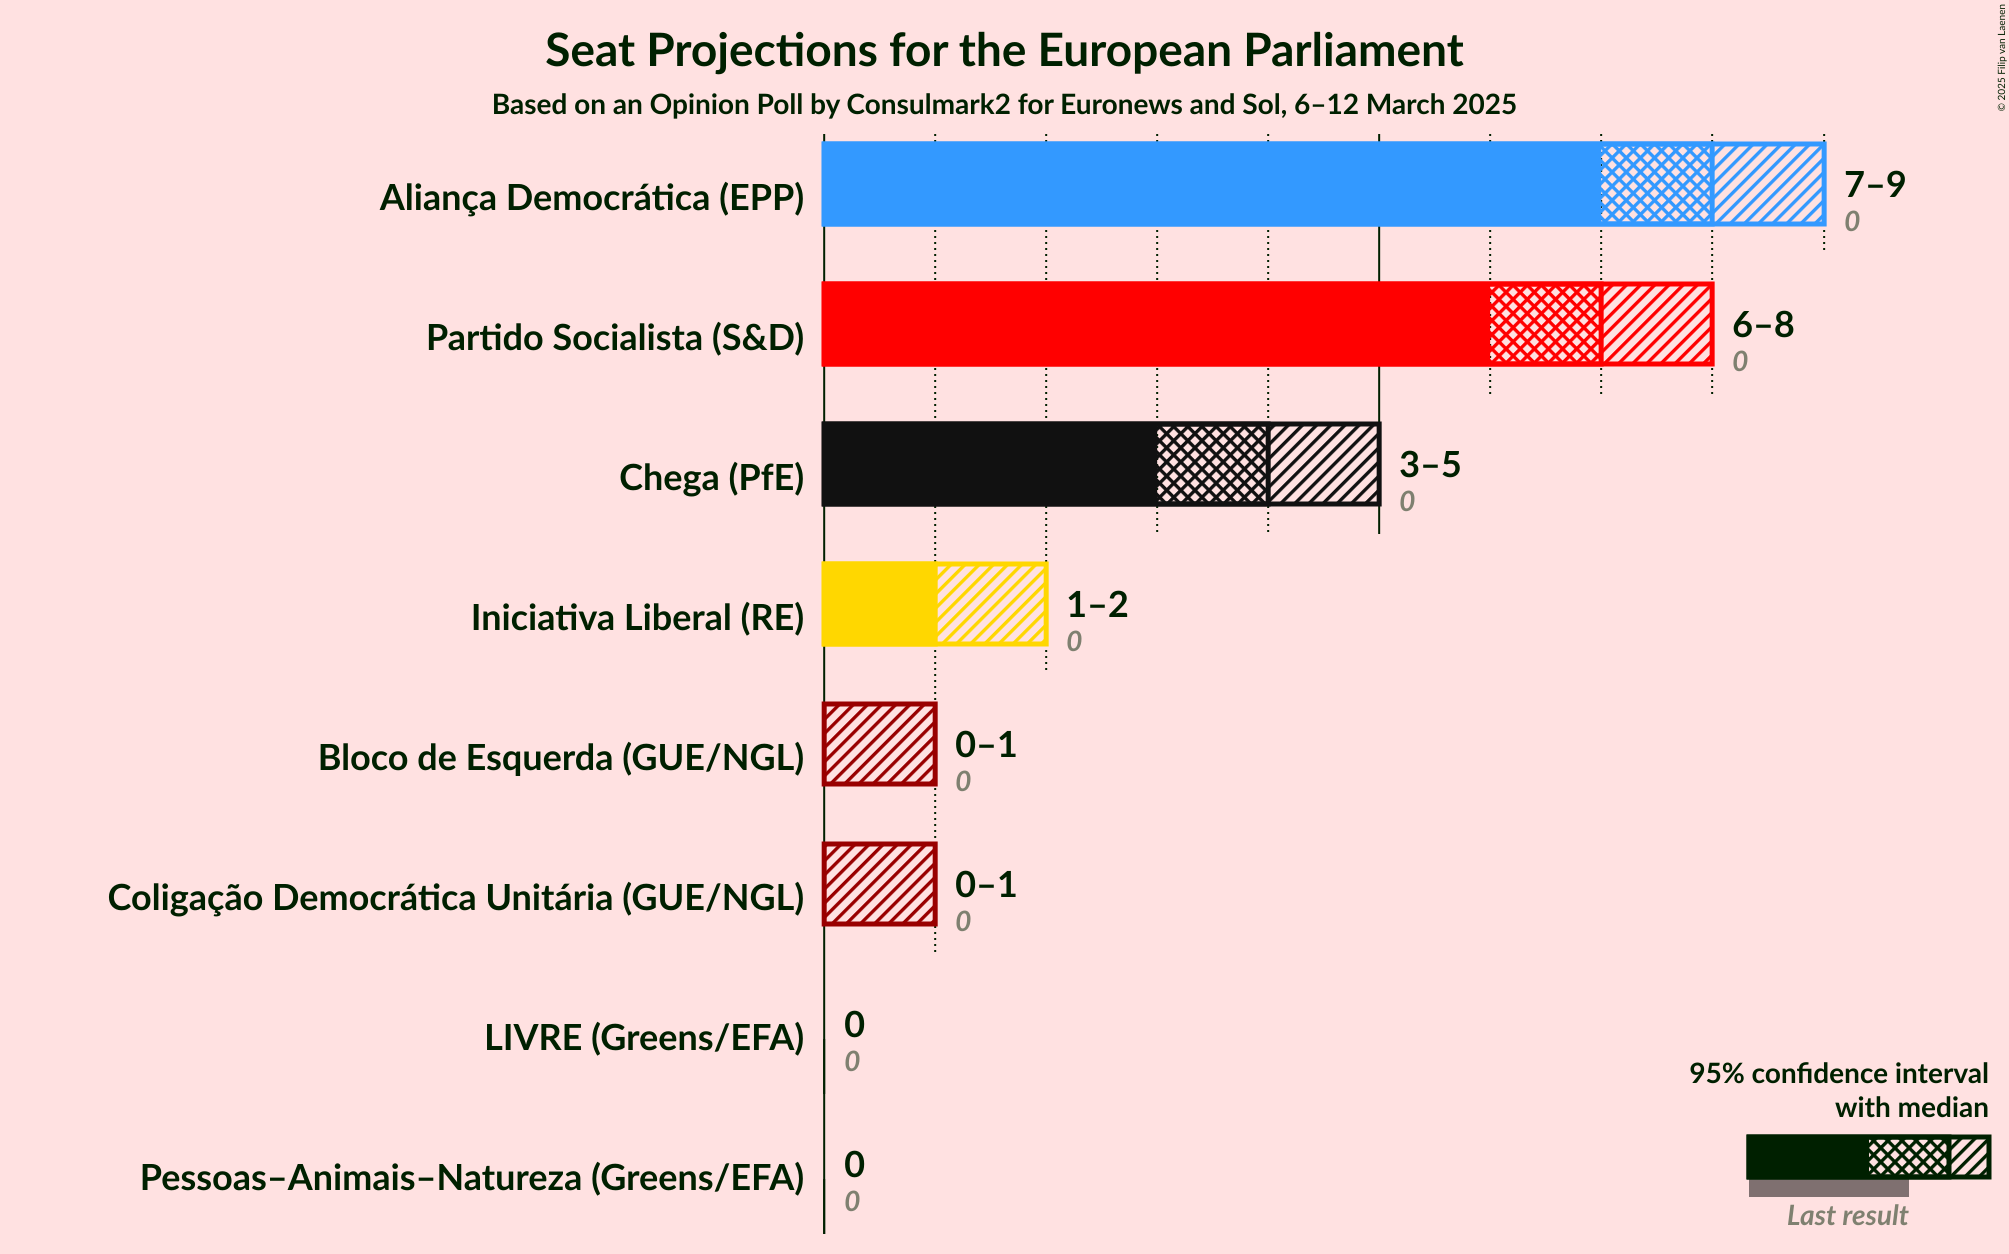 Seat Projections for the European Parliament
Based on an Opinion Poll by Consulmark2 for Euronews and Sol, 6–12 March 2025
© 2025 Filip van Laenen
Aliança Democrática (EPP)
7–9
0
Partido Socialista (S&D)
6–8
0
Chega (PfE)
3–5
0
Iniciativa Liberal (RE)
1–2
0
Bloco de Esquerda (GUE/NGL)
0–1
0
Coligação Democrática Unitária (GUE/NGL)
0–1
0
LIVRE (Greens/EFA)
0
0
Pessoas–Animais–Natureza (Greens/EFA)
0
0
95% confidence interval
with median
Last result